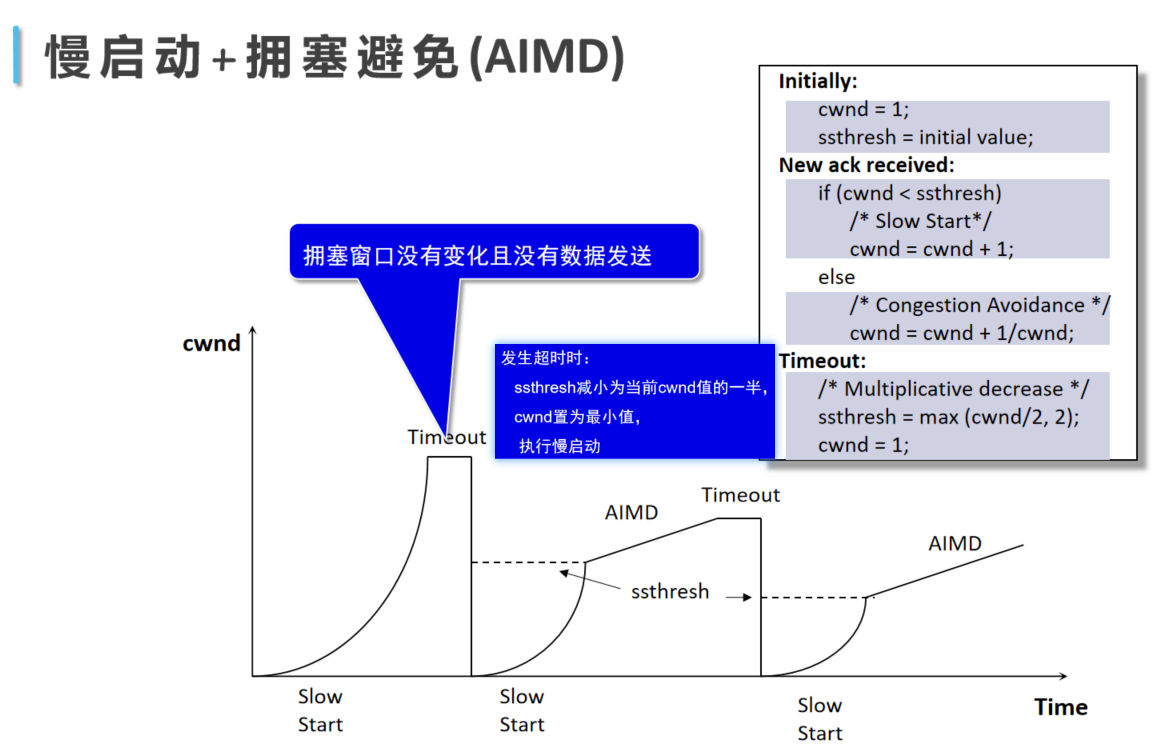 慢启动+拥塞避免(AIMD)
Initially:
cwnd = 1;
ssthresh = initial value;
New ack received:
if (cwnd < ssthresh)
/* Slow Start*/
cwnd = cwnd + 1;
else
/* Congestion Avoidance */
cwnd = cwnd + 1/cwnd;
Timeout:
/* Multiplicative decrease */
ssthresh = max (cwnd/2, 2);
cwnd = 1;
拥塞窗口没有变化且没有数据发送
发生超时时：
ssthresh减小为当前cwnd值的一半，
cwnd置为最小值，
执行慢启动
cwnd
Timeout
AIMD
Timeout
AIMD
ssthresh
Slow
Start
Slow
Start
Slow
Start
Time